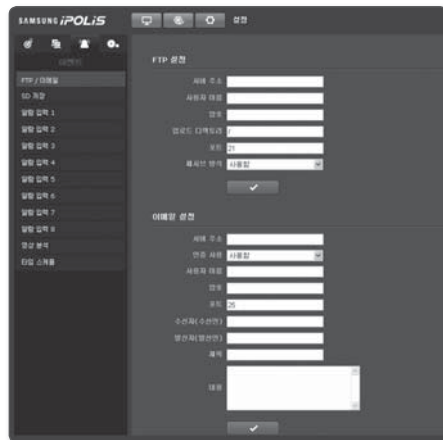 SAMSUNG iPOLiS
설정
이벤트
FTP / 이메일
SD 저장
알람 입력 1
알람 입력 2
알람 입력 3
알람 입력 4
알람 입력 5
알람 입력 6
알람 입력 7
알람 입력 8
영상 분석
타임 스케줄
FTP 설정
서버 주소
사용자 이름
암호
업로드 디렉토리
/
포트
21
패시브 방식
사용함
이메일 설정
서버 주소
인증 사용
사용함
사용자 이름
암호
포트
25
수신자(수신인)
발신자(발신인)
제목
내용